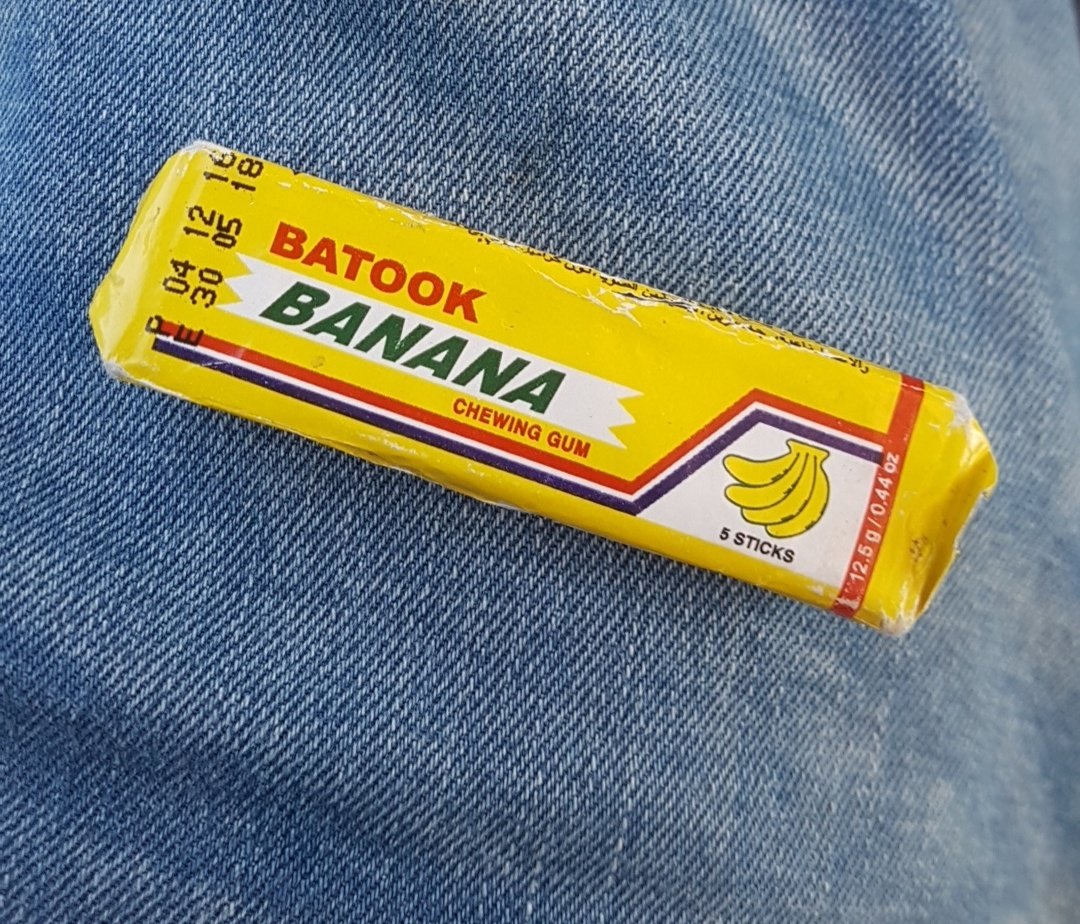 P 04 12 16
E 30 05 18
BATOOK
BANANA
CHEWING GUM
5 STICKS
12.5 g / 0.44 oz